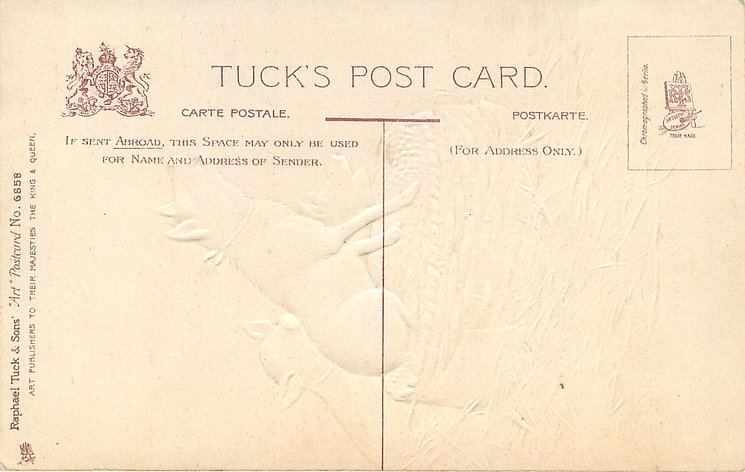 TUCK'S POST CARD.
CARTE POSTALE.
POSTKARTE.
IF SENT ABROAD, THIS SPACE MAY ONLY BE USED
FOR NAME AND ADDRESS OF SENDER.
(FOR ADDRESS ONLY.)
Chromographed in Berlin.
TRADE MARK
Raphael Tuck & Sons' "Art" Postcard No. 6858
ART PUBLISHERS TO THEIR MAJESTIES THE KING & QUEEN.